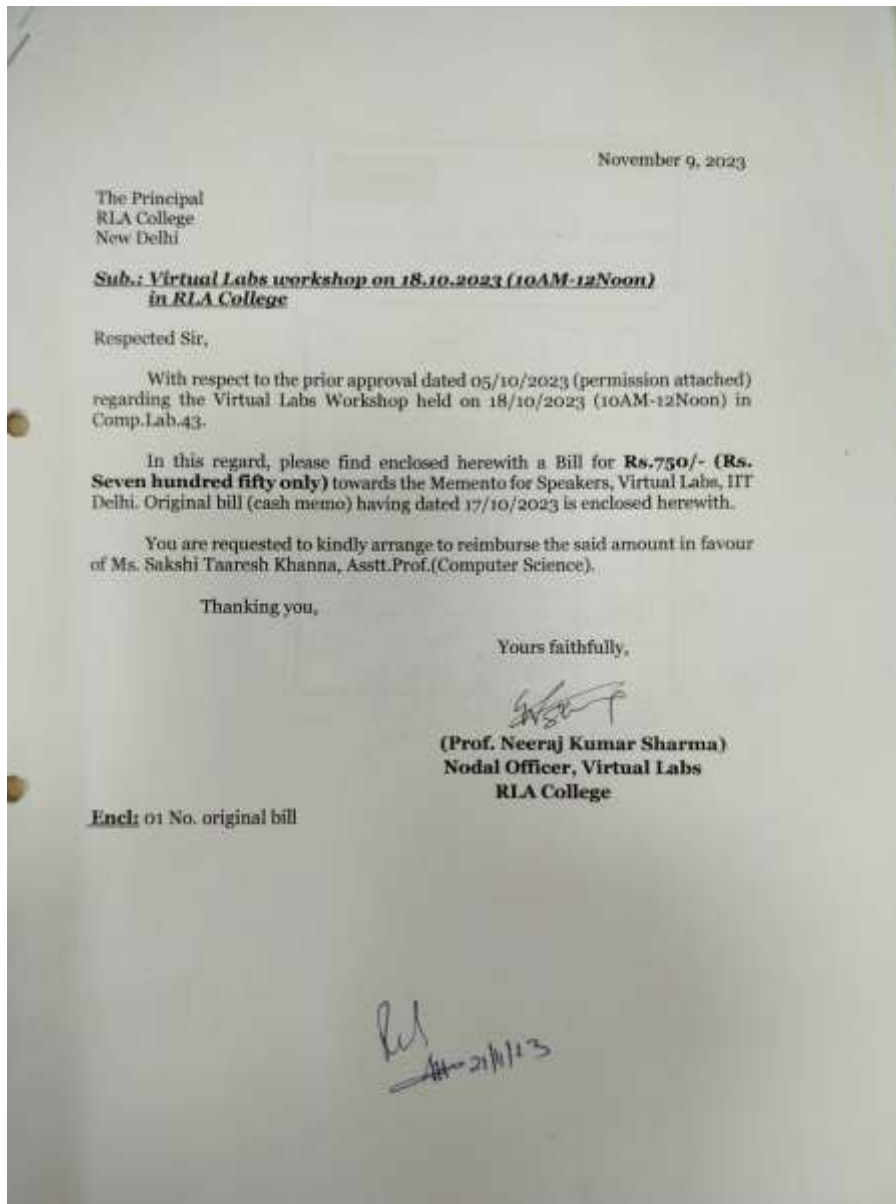 November 9, 2023
The Principal
RLA College
New Delhi
Sub.: Virtual Labs workshop on 18.10.2023 (10AM-12Noon)
in RLA College
Respected Sir,
With respect to the prior approval dated 05/10/2023 (permission attached)
regarding the Virtual Labs Workshop held on 18/10/2023 (10AM-12Noon) in
Comp.Lab.43.
In this regard, please find enclosed herewith a Bill for Rs.750/- (Rs.
Seven hundred fifty only) towards the Memento for Speakers, Virtual Labs, IIT
Delhi. Original bill (cash memo) having dated 17/10/2023 is enclosed herewith.
You are requested to kindly arrange to reimburse the said amount in favour
of Ms. Sakshi Taaresh Khanna, Asstt.Prof.(Computer Science).
Thanking you,
Yours faithfully,
(Prof. Neeraj Kumar Sharma)
Nodal Officer, Virtual Labs
RLA College
Encl: 01 No. original bill